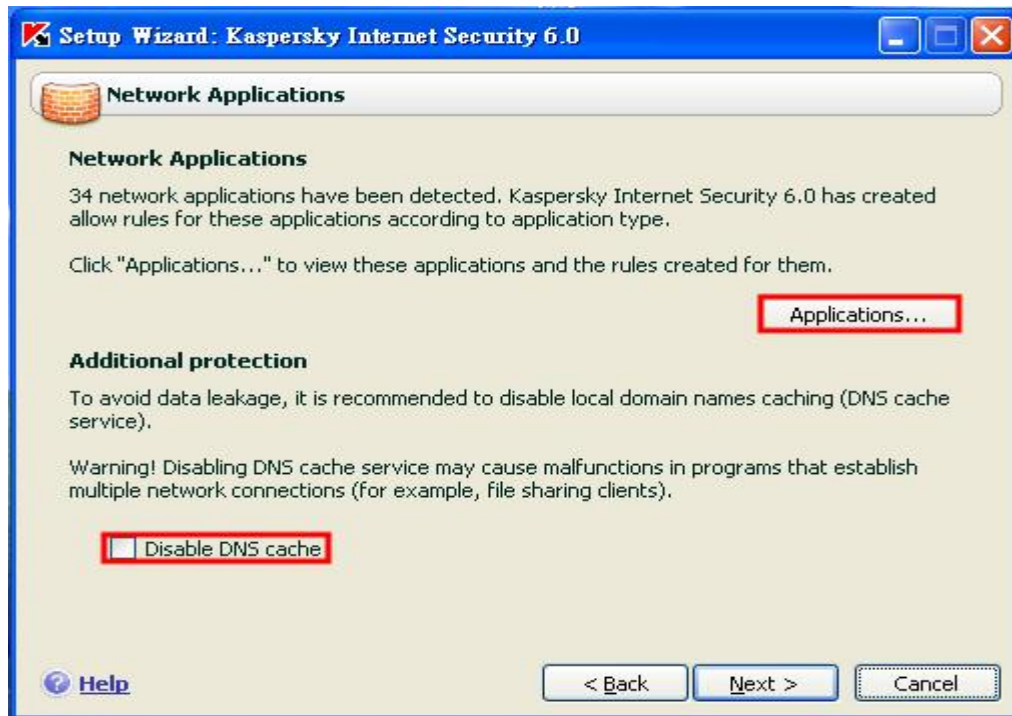 Setup Wizard: Kaspersky Internet Security 6.0
Network Applications
Network Applications
34 network applications have been detected. Kaspersky Internet Security 6.0 has created
allow rules for these applications according to application type.
Click "Applications..." to view these applications and the rules created for them.
Applications...
Additional protection
To avoid data leakage, it is recommended to disable local domain names caching (DNS cache
service).
Warning! Disabling DNS cache service may cause malfunctions in programs that establish
multiple network connections (for example, file sharing clients).
Disable DNS cache
Help
< Back
Next >
Cancel